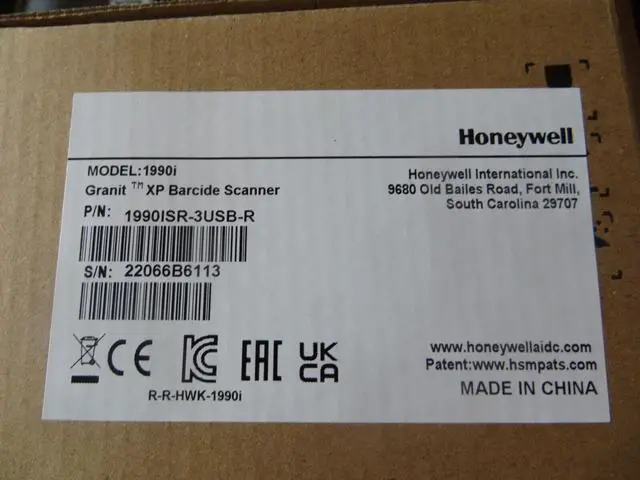 Honeywell
MODEL:1990i
Granit ™ XP Barcide Scanner
P/N: 1990ISR-3USB-R
S/N: 22066B6113
Honeywell International Inc.
9680 Old Bailes Road, Fort Mill,
South Carolina 29707
CE
KC
EAC
UK
CA
R-R-HWK-1990i
www.honeywellaidc.com
Patent:www.hsmpats.com
MADE IN CHINA